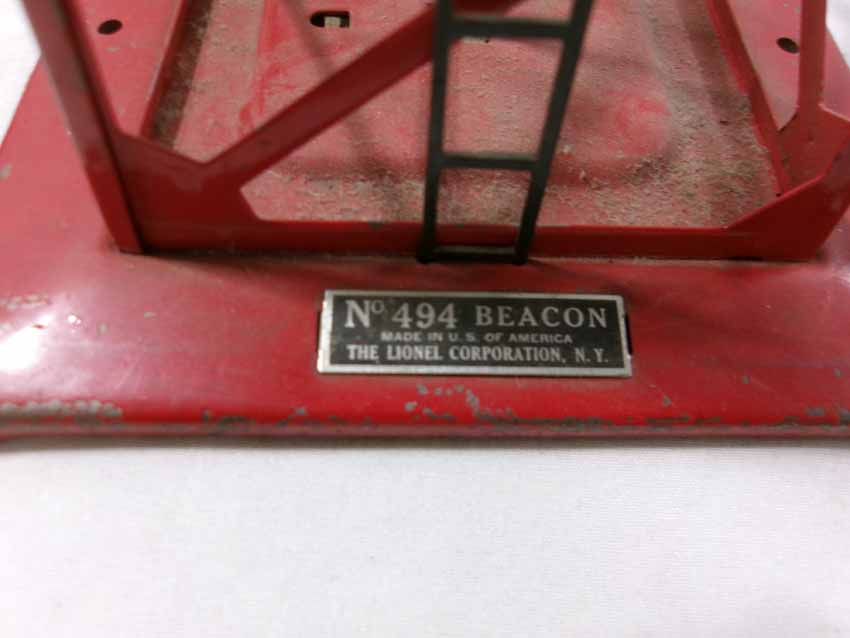 No 494 BEACON
MADE IN U.S. OF AMERICA
THE LIONEL CORPORATION, N.Y.